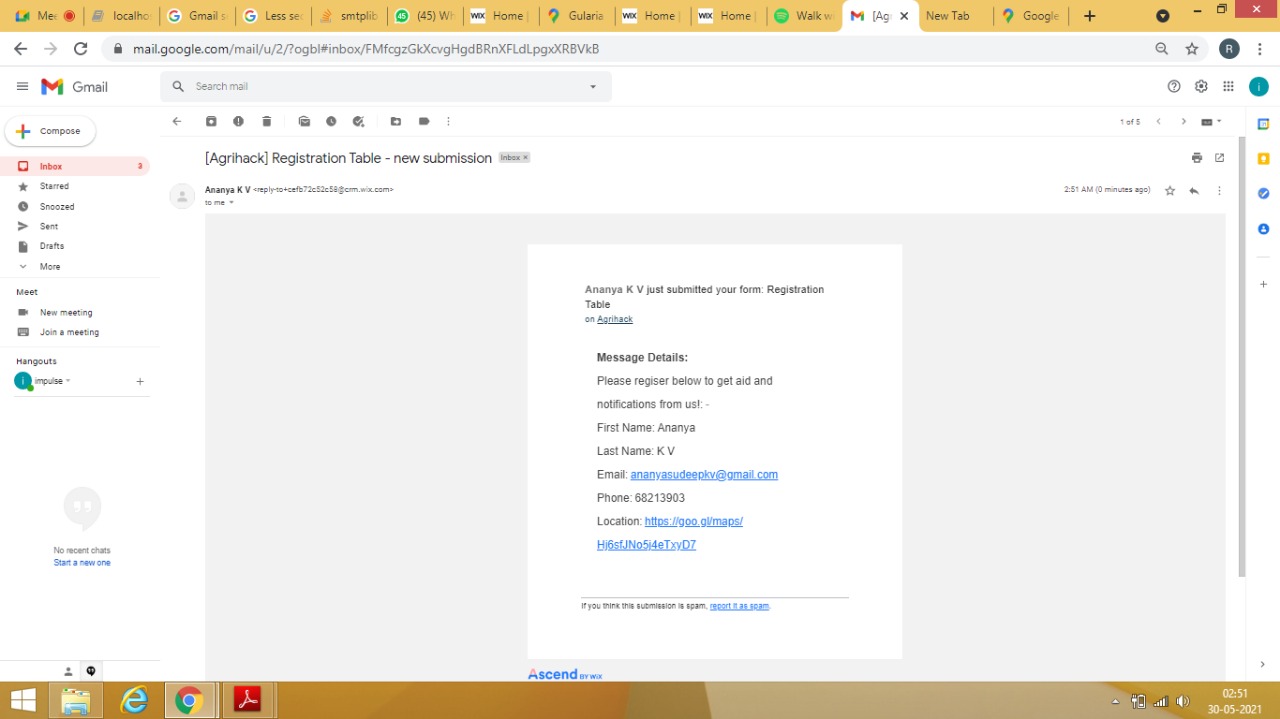 Mee
localhos
Gmail s
Less sec
smtplib
(45) Wh
Home |
Gularia
Home |
Home |
Walk w
[Ag
New Tab
Google
mail.google.com/mail/u/2/?ogbl#inbox/FMfcgzGkXcvgHgdBRnXFLdLpgxXRBVkB
R
Gmail
Search mail
i
Compose
1 of 5
Inbox 3
Starred
Snoozed
Sent
Drafts
More
Meet
New meeting
Join a meeting
Hangouts
i impulse
No recent chats
Start a new one
[Agrihack] Registration Table - new submission Inbox x
Ananya K V <reply-to+cefb72c52c58@crm.wix.com>
2:51 AM (0 minutes ago)
to me
Ananya K V just submitted your form: Registration
Table
on Agrihack
Message Details:
Please regiser below to get aid and
notifications from us!: -
First Name: Ananya
Last Name: K V
Email: ananyasudeepkv@gmail.com
Phone: 68213903
Location: https://goo.gl/maps/
Hj6sfJNo5j4eTxyD7
If you think this submission is spam, report it as spam.
Ascend BY WIX
02:51
30-05-2021